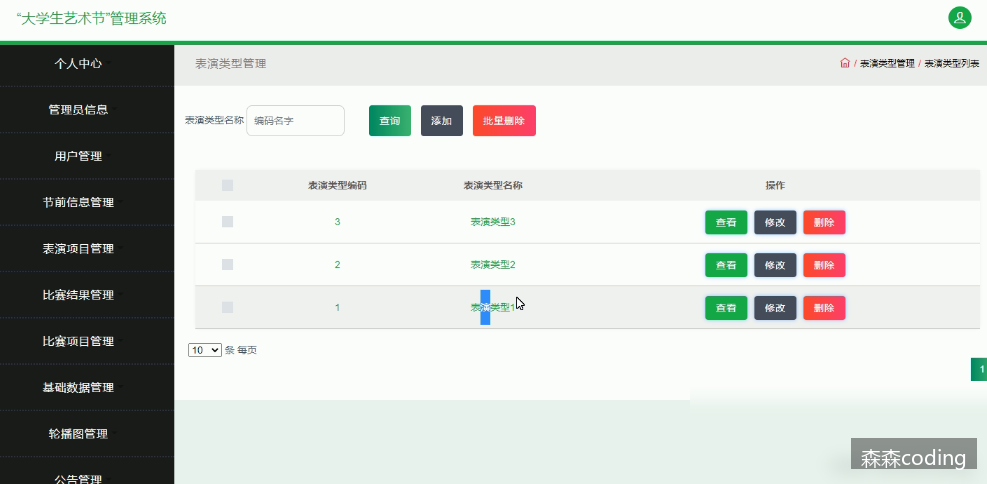 “大学生艺术节”管理系统
个人中心
管理员信息
用户管理
节前信息管理
表演项目管理
比赛结果管理
比赛项目管理
基础数据管理
轮播图管理
公告管理
表演类型管理
/ 表演类型管理 / 表演类型列表
表演类型名称 编码名字 查询 添加 批量删除
表演类型编码 表演类型名称 操作
3 表演类型3 查看 修改 删除
2 表演类型2 查看 修改 删除
1 表演类型1 查看 修改 删除
10 条 每页
1
森森coding